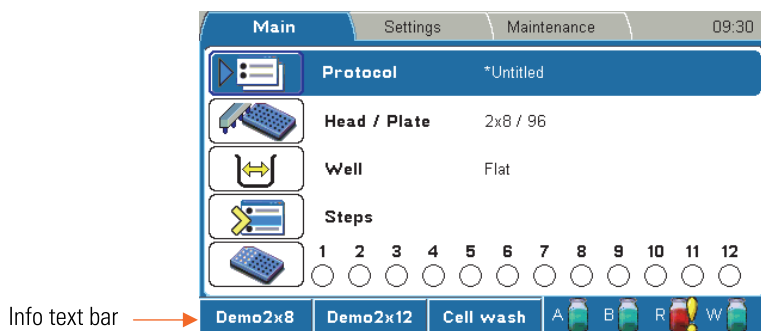 Main Settings Maintenance 09:30
Protocol *Untitled
Head / Plate 2x8 / 96
Well Flat
Steps
1 2 3 4 5 6 7 8 9 10 11 12
Info text bar Demo2x8 Demo2x12 Cell wash A B R W